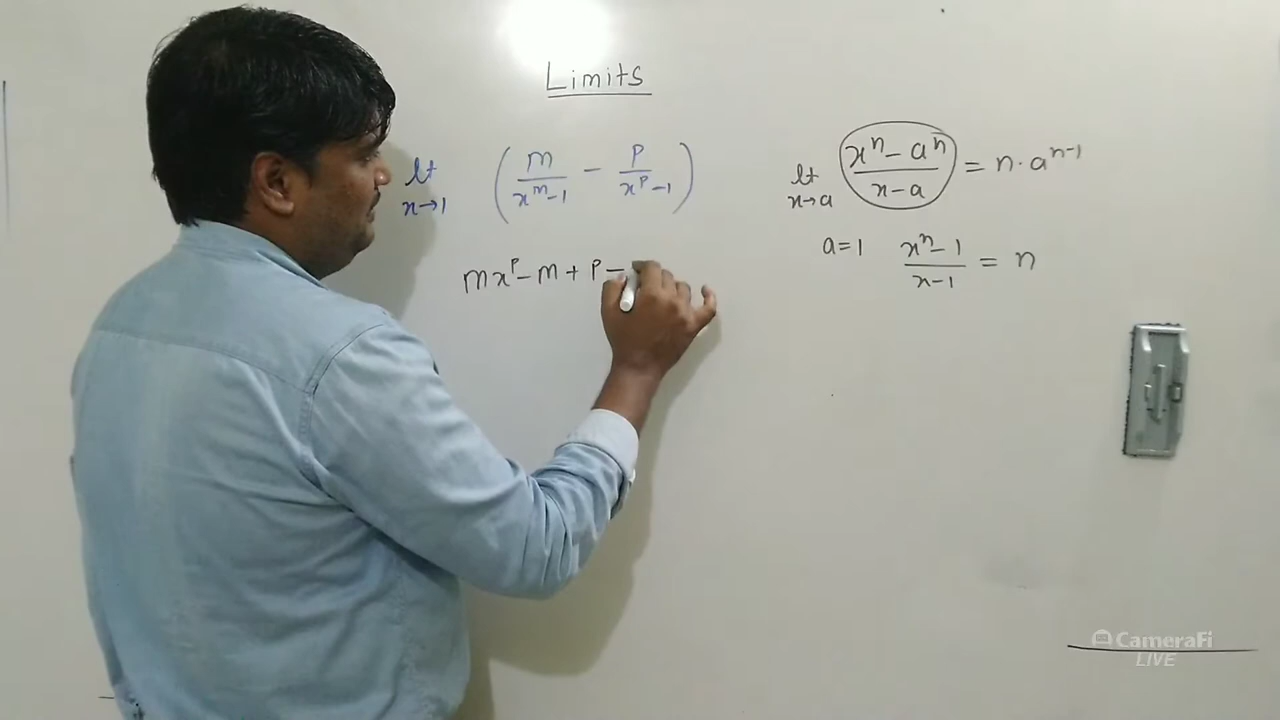 Limits
lt x→1 (m/(x^m-1) - p/(x^p-1))
lt x→a (x^n - a^n)/(x-a) = n·a^(n-1)
a=1 (x^n-1)/(x-1) = n
mx^p - m + p -
CameraFi
LIVE